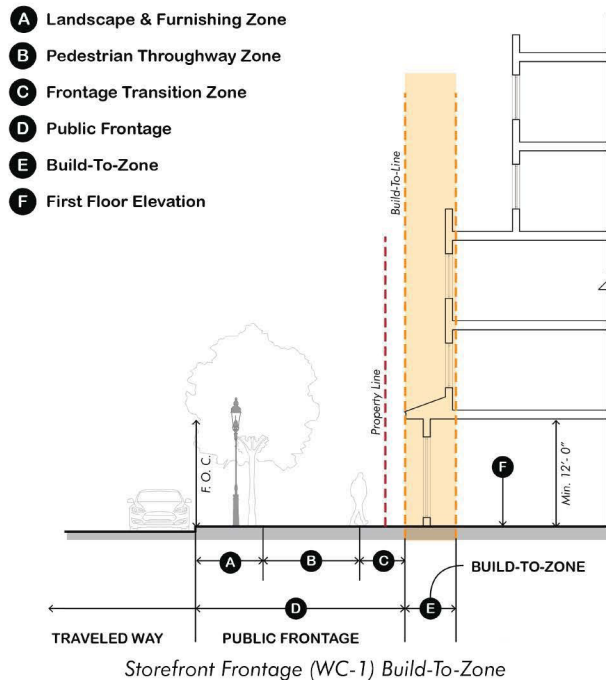 A Landscape & Furnishing Zone
B Pedestrian Throughway Zone
C Frontage Transition Zone
D Public Frontage
E Build-To-Zone
F First Floor Elevation
Build-To-Line
Property Line
F. O. C.
F
Min. 12'- 0"
A B C
BUILD-TO-ZONE
D E
TRAVELED WAY PUBLIC FRONTAGE
Storefront Frontage (WC-1) Build-To-Zone